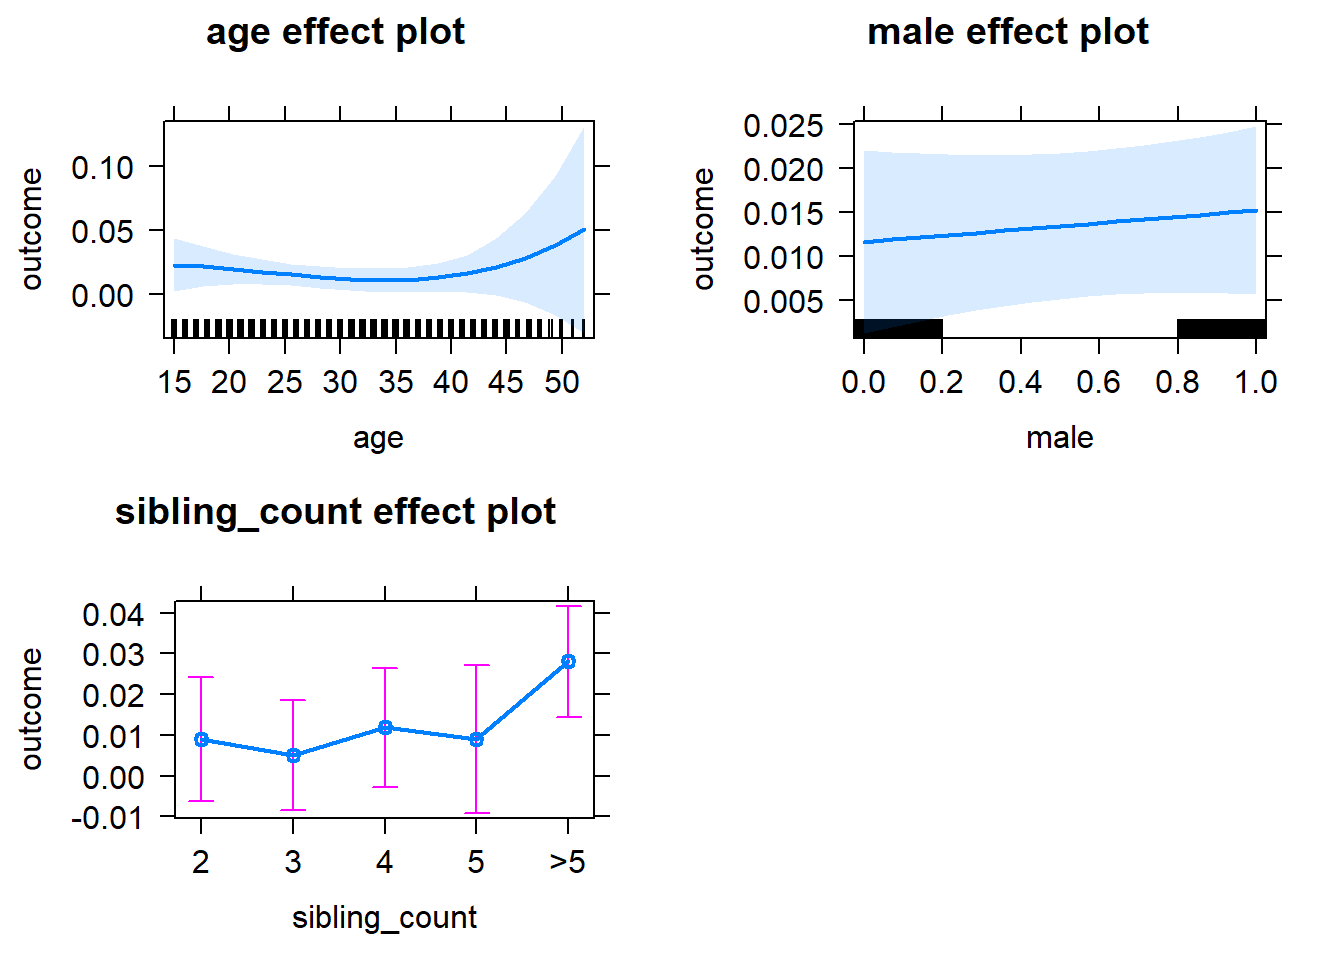 age effect plot
outcome
0.10
0.05
0.00
15 20 25 30 35 40 45 50
age
male effect plot
outcome
0.025
0.020
0.015
0.010
0.005
0.0 0.2 0.4 0.6 0.8 1.0
male
sibling_count effect plot
outcome
0.04
0.03
0.02
0.01
0.00
-0.01
2 3 4 5 >5
sibling_count